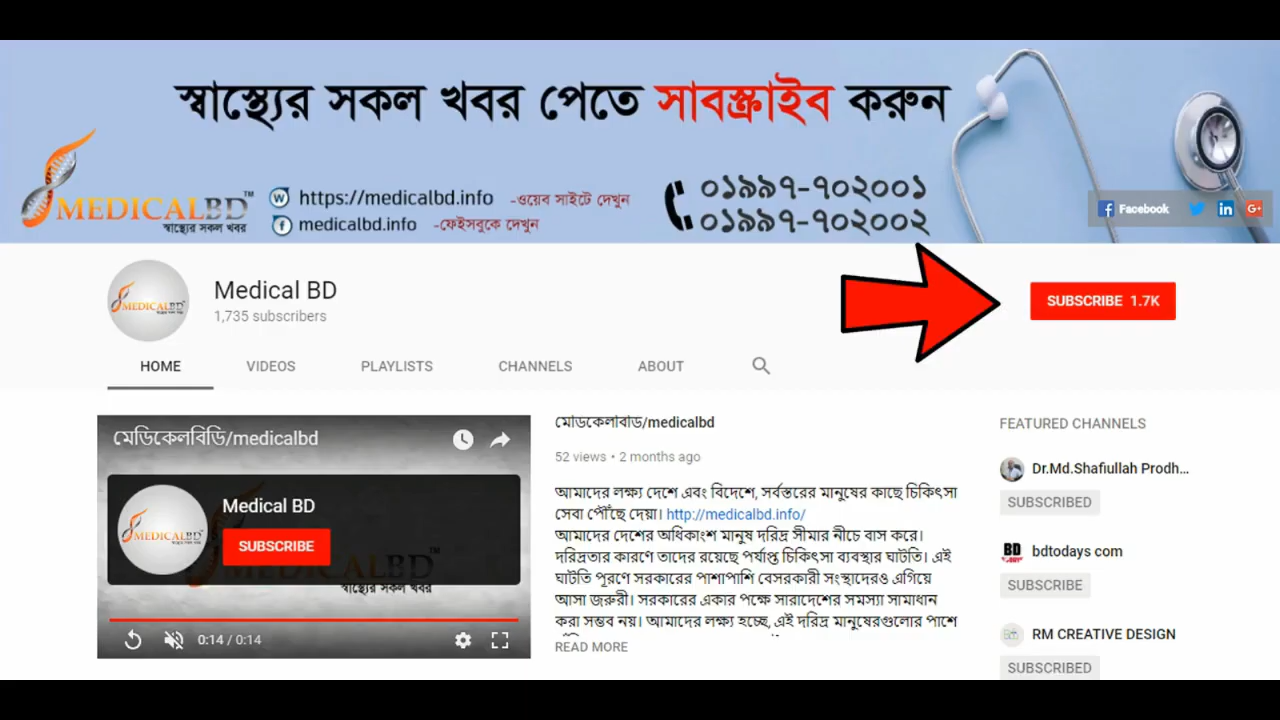 স্বাস্থ্যের সকল খবর পেতে সাবস্ক্রাইব করুন
MEDICALBD™
স্বাস্থ্যের সকল খবর
https://medicalbd.info -ওয়েব সাইটে দেখুন
medicalbd.info -ফেইসবুকে দেখুন
০১৯৯৭-৭০২০০১
০১৯৯৭-৭০২০০২
Facebook
Medical BD
1,735 subscribers
SUBSCRIBE 1.7K
HOME VIDEOS PLAYLISTS CHANNELS ABOUT
মেডিকেলবিডি/medicalbd
Medical BD
SUBSCRIBE
MEDICALBD™
স্বাস্থ্যের সকল খবর
0:14 / 0:14
মেডিকেলবিডি/medicalbd
52 views • 2 months ago
আমাদের লক্ষ্য দেশে এবং বিদেশে, সর্বস্তরের মানুষের কাছে চিকিৎসা
সেবা পৌঁছে দেয়া। http://medicalbd.info/
আমাদের দেশের অধিকাংশ মানুষ দরিদ্র সীমার নীচে বাস করে।
দরিদ্রতার কারণে তাদের রয়েছে পর্যাপ্ত চিকিৎসা ব্যবস্থার ঘাটতি। এই
ঘাটতি পূরণে সরকারের পাশাপাশি বেসরকারী সংস্থাদেরও এগিয়ে
আসা জরুরী। সরকারের একার পক্ষে সারাদেশের সমস্যা সামাধান
করা সম্ভব নয়। আমাদের লক্ষ্য হচ্ছে, এই দরিদ্র মানুষেরগুলোর পাশে
READ MORE
FEATURED CHANNELS
Dr.Md.Shafiullah Prodh...
SUBSCRIBED
bdtodays com
SUBSCRIBE
RM CREATIVE DESIGN
SUBSCRIBED